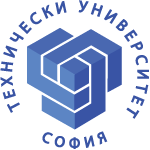 ТЕХНИЧЕСКИ УНИВЕРСИТЕТ
СОФИЯ